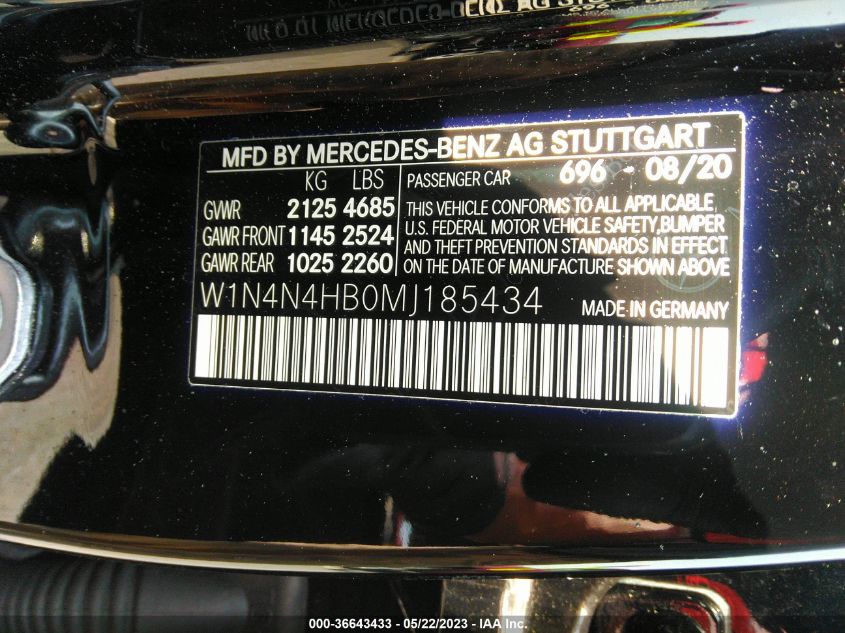 MFD BY MERCEDES-BENZ AG STUTTGART
KG LBS
GVWR 2125 4685
GAWR FRONT 1145 2524
GAWR REAR 1025 2260
PASSENGER CAR 696 - 08/20
THIS VEHICLE CONFORMS TO ALL APPLICABLE
U.S. FEDERAL MOTOR VEHICLE SAFETY,BUMPER
AND THEFT PREVENTION STANDARDS IN EFFECT
ON THE DATE OF MANUFACTURE SHOWN ABOVE
W1N4N4HB0MJ185434 MADE IN GERMANY
000-36643433 - 05/22/2023 - IAA Inc.